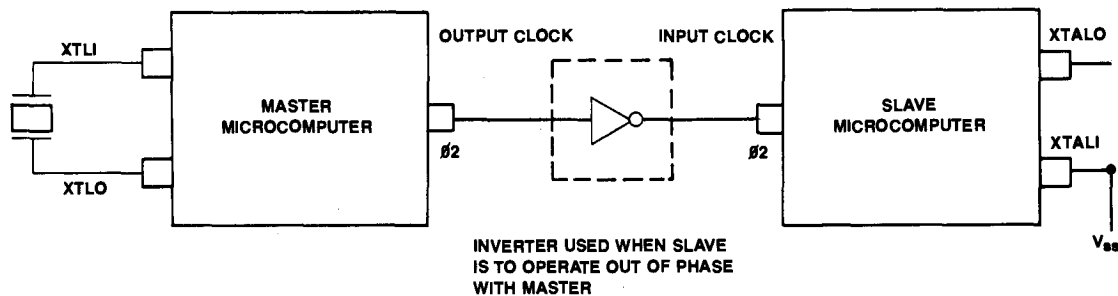 OUTPUT CLOCK
INPUT CLOCK
XTALO
XTLI
MASTER
MICROCOMPUTER
SLAVE
MICROCOMPUTER
XTALI
Ø2
Ø2
XTLO
INVERTER USED WHEN SLAVE
IS TO OPERATE OUT OF PHASE
WITH MASTER
Vss